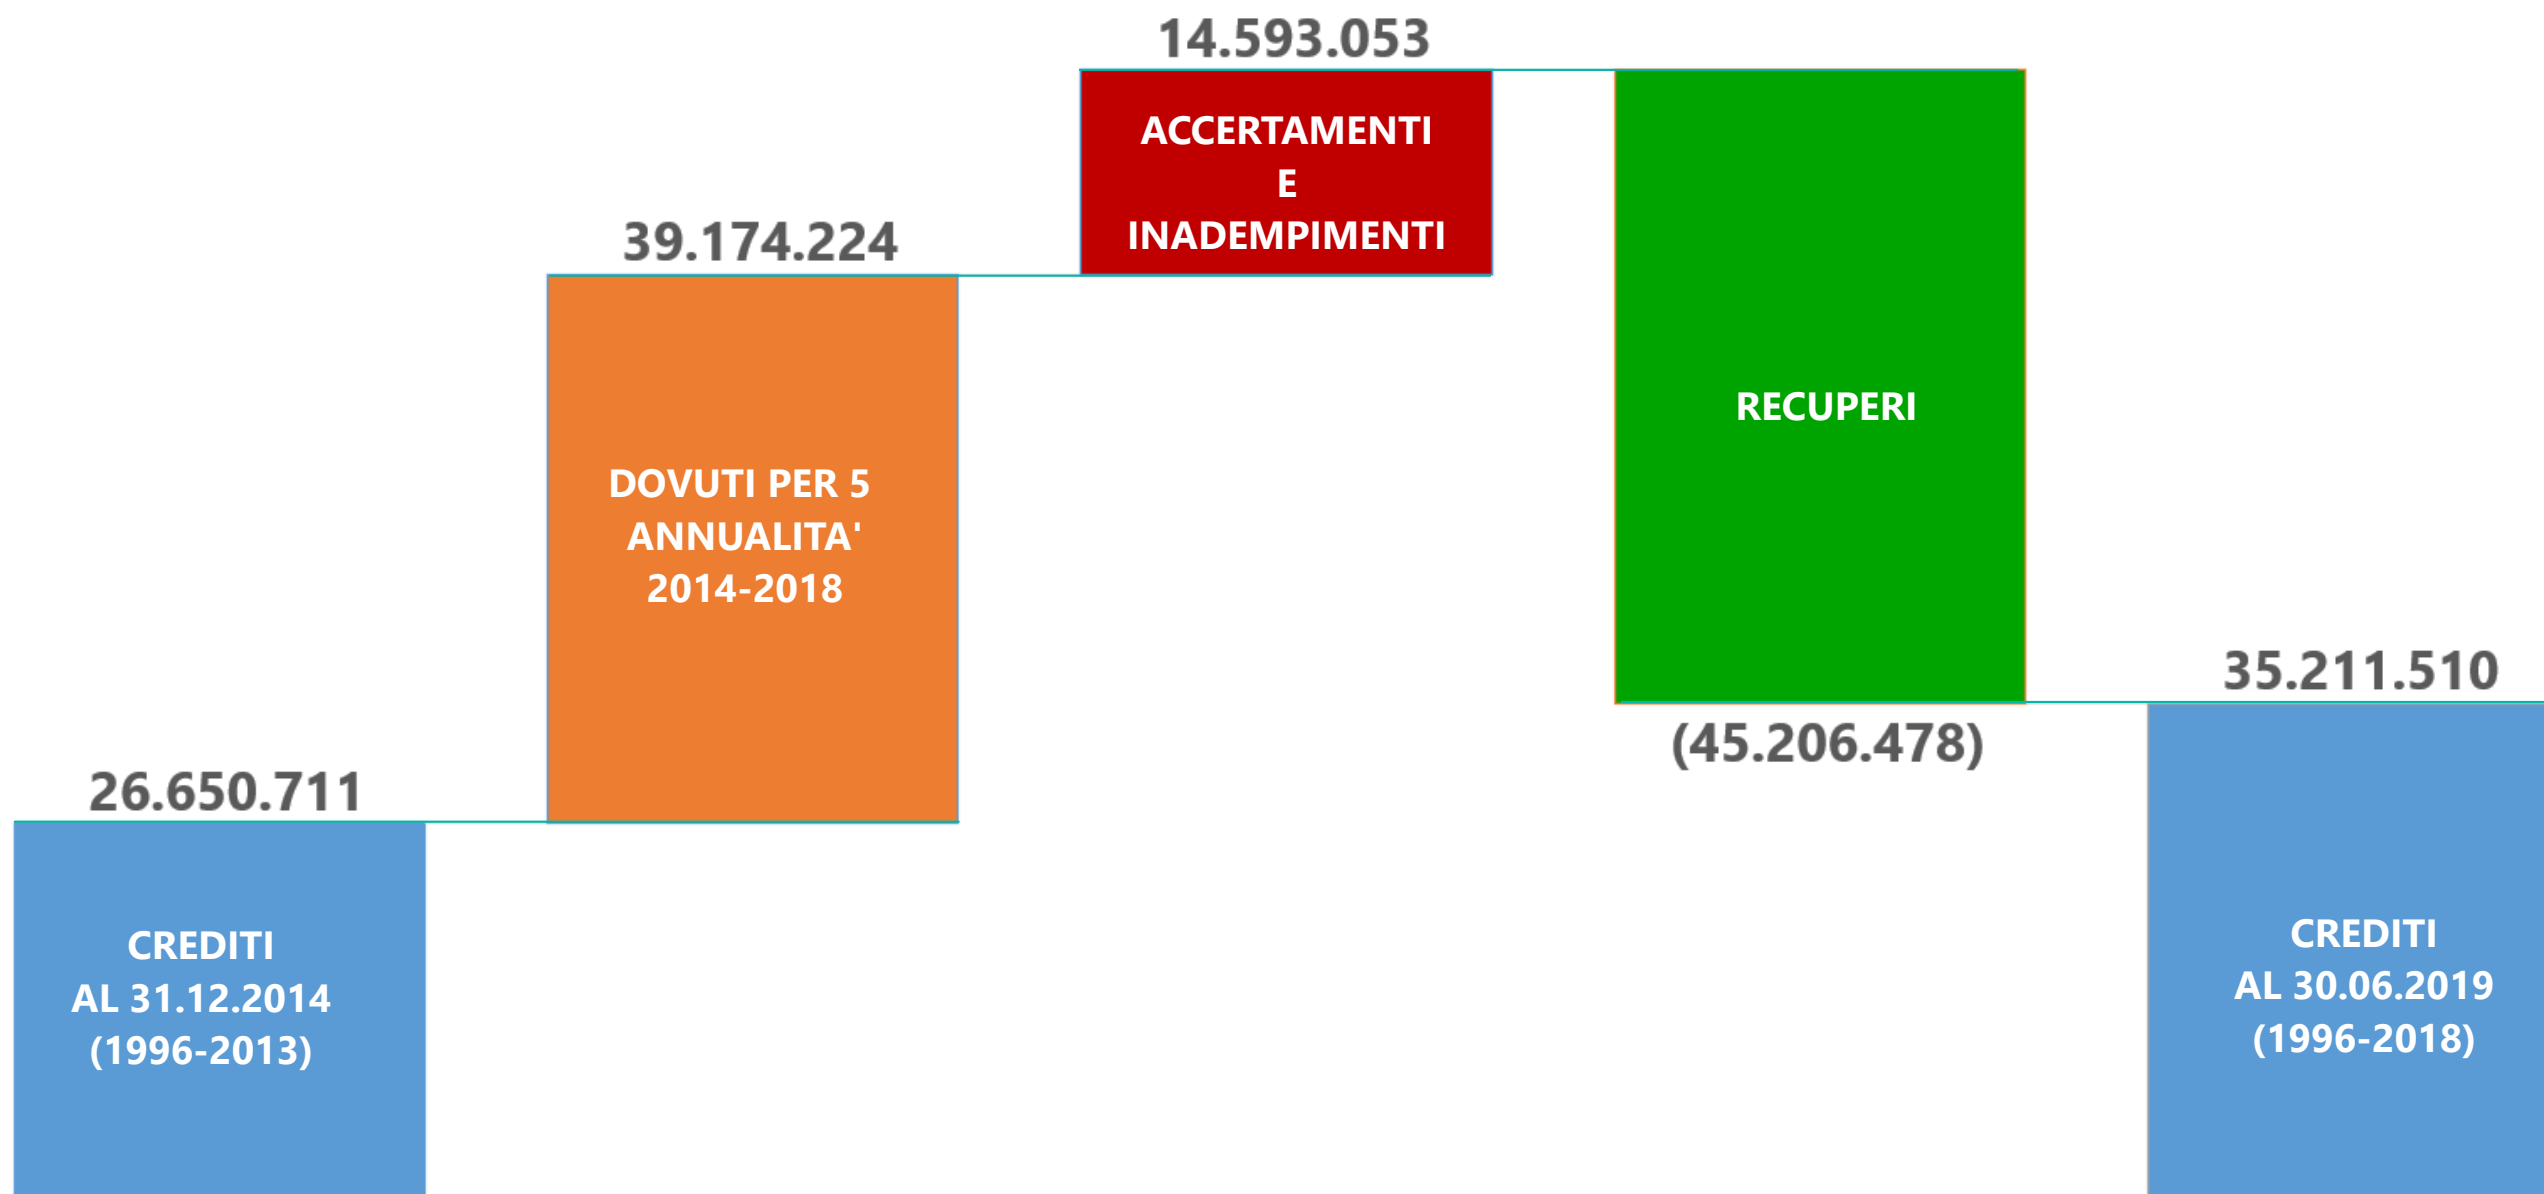 26.650.711
CREDITI
AL 31.12.2014
(1996-2013)
39.174.224
DOVUTI PER 5
ANNUALITA'
2014-2018
14.593.053
ACCERTAMENTI
E
INADEMPIMENTI
RECUPERI
(45.206.478)
35.211.510
CREDITI
AL 30.06.2019
(1996-2018)